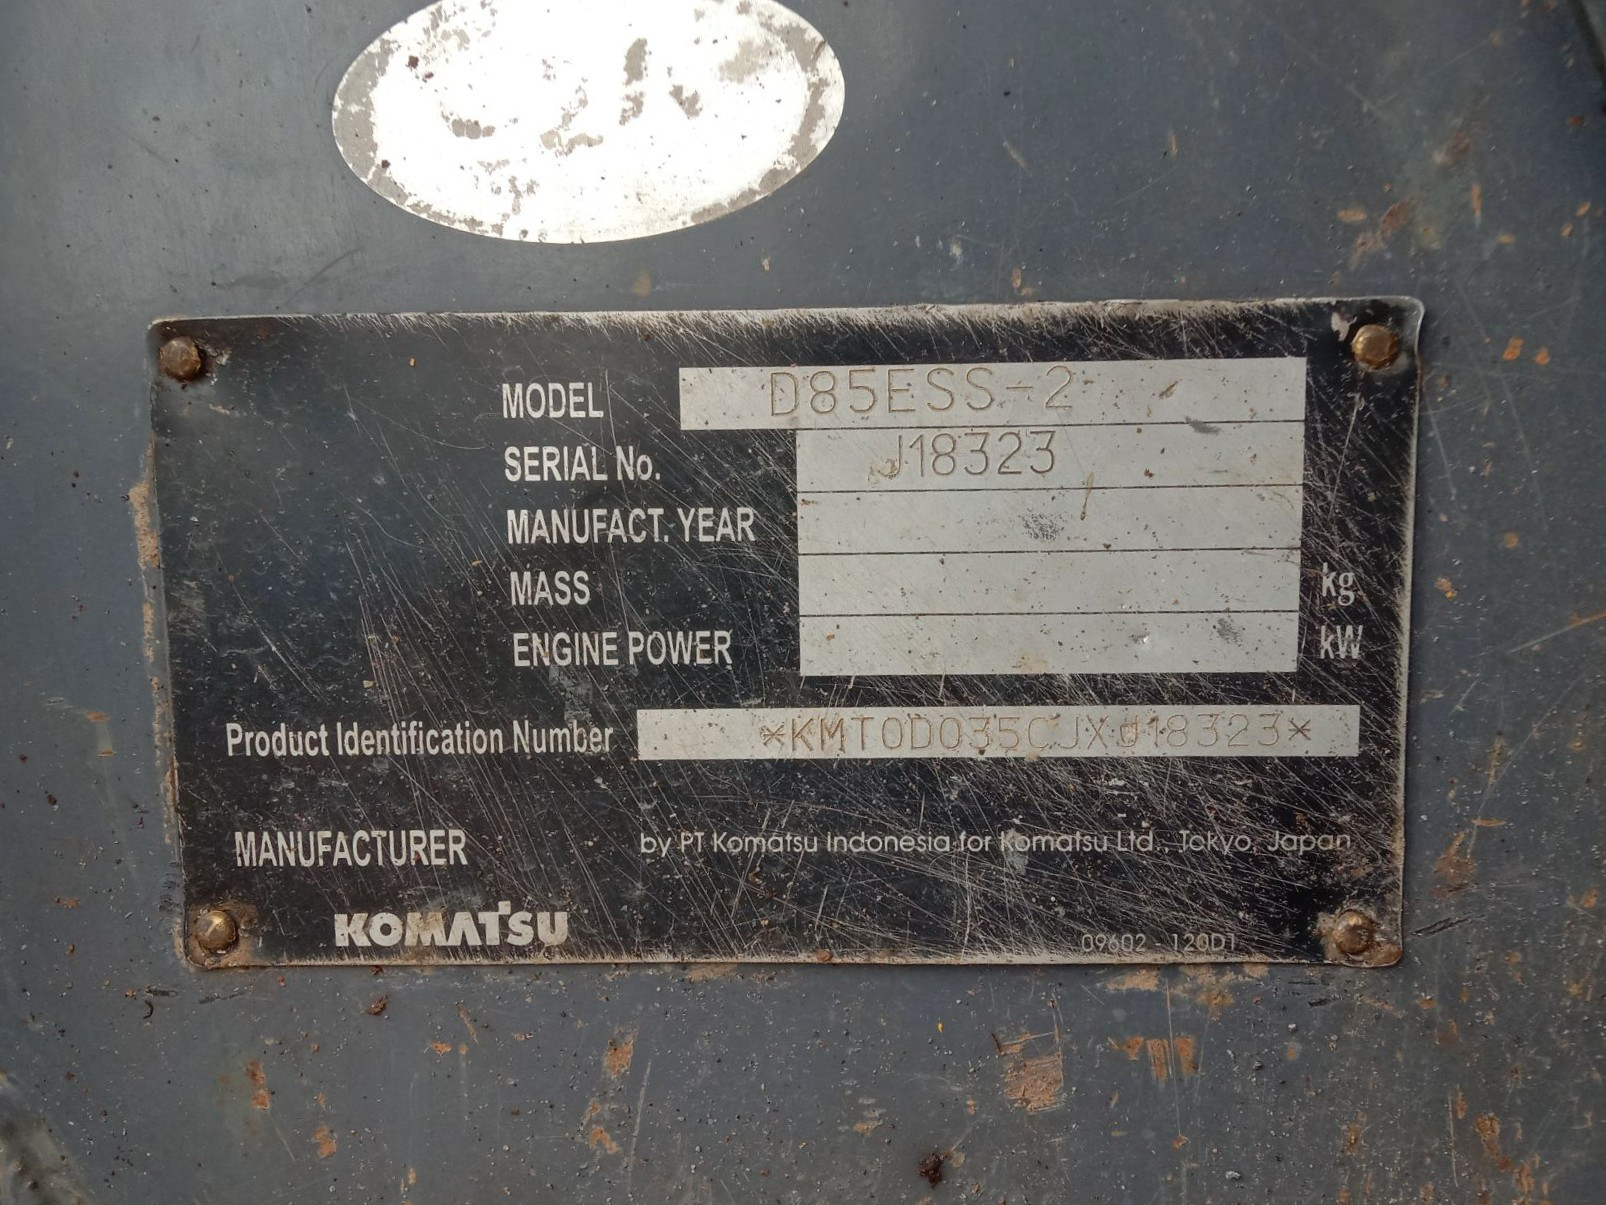 MODEL D85ESS-2
SERIAL No. J18323
MANUFACT. YEAR
MASS kg
ENGINE POWER kW
Product Identification Number *KMT0D035CJXJ18323*
MANUFACTURER by PT Komatsu Indonesia for Komatsu Ltd., Tokyo, Japan
KOMATSU
09602 - 120D1